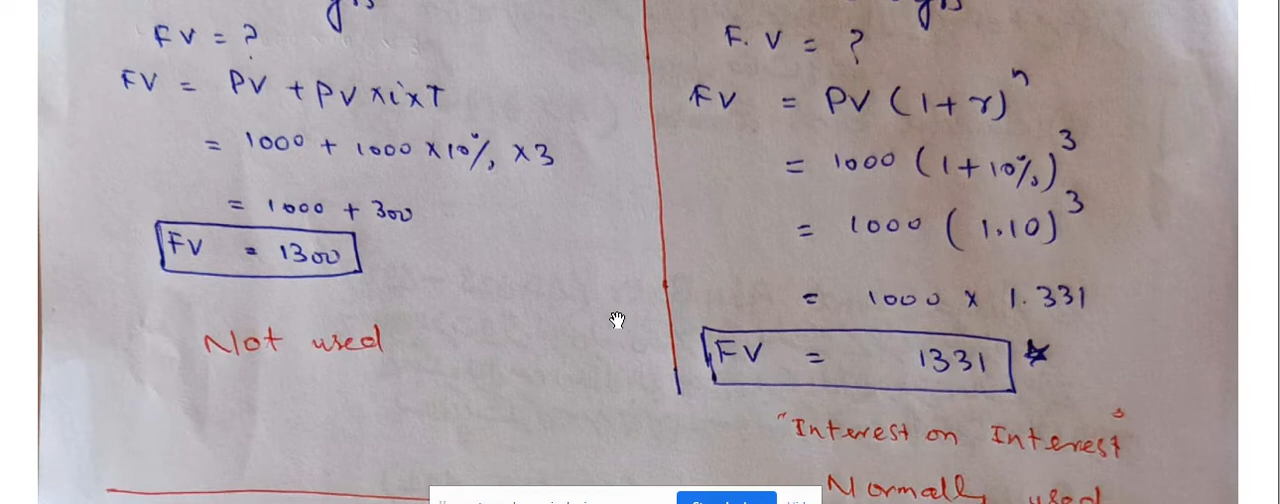 FV = ?
FV = PV + PV x i x T
= 1000 + 1000 x 10% x 3
= 1000 + 300
FV = 1300
Not used
F.V = ?
FV = PV (1 + r)^n
= 1000 (1 + 10%)^3
= 1000 (1.10)^3
= 1000 x 1.331
FV = 1331
"Interest on Interest"
Normally used